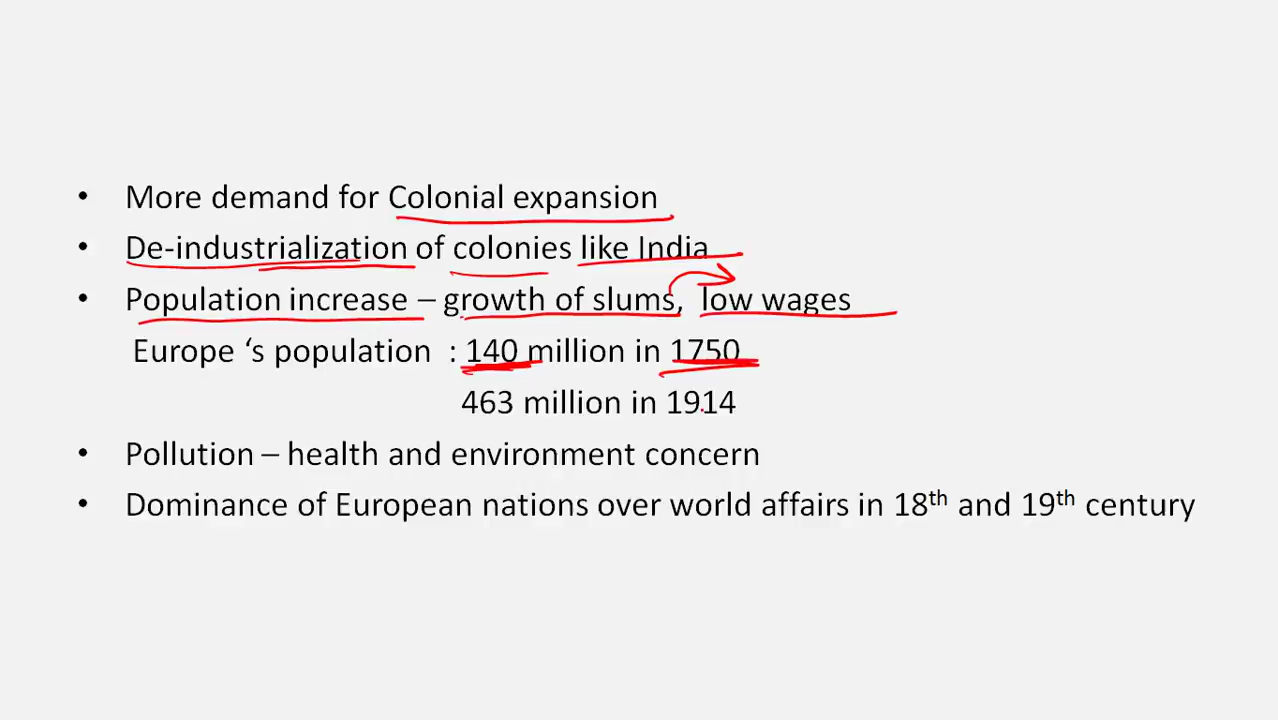 • More demand for Colonial expansion
• De-industrialization of colonies like India
• Population increase – growth of slums, low wages
Europe ‘s population : 140 million in 1750
463 million in 1914
• Pollution – health and environment concern
• Dominance of European nations over world affairs in 18th and 19th century